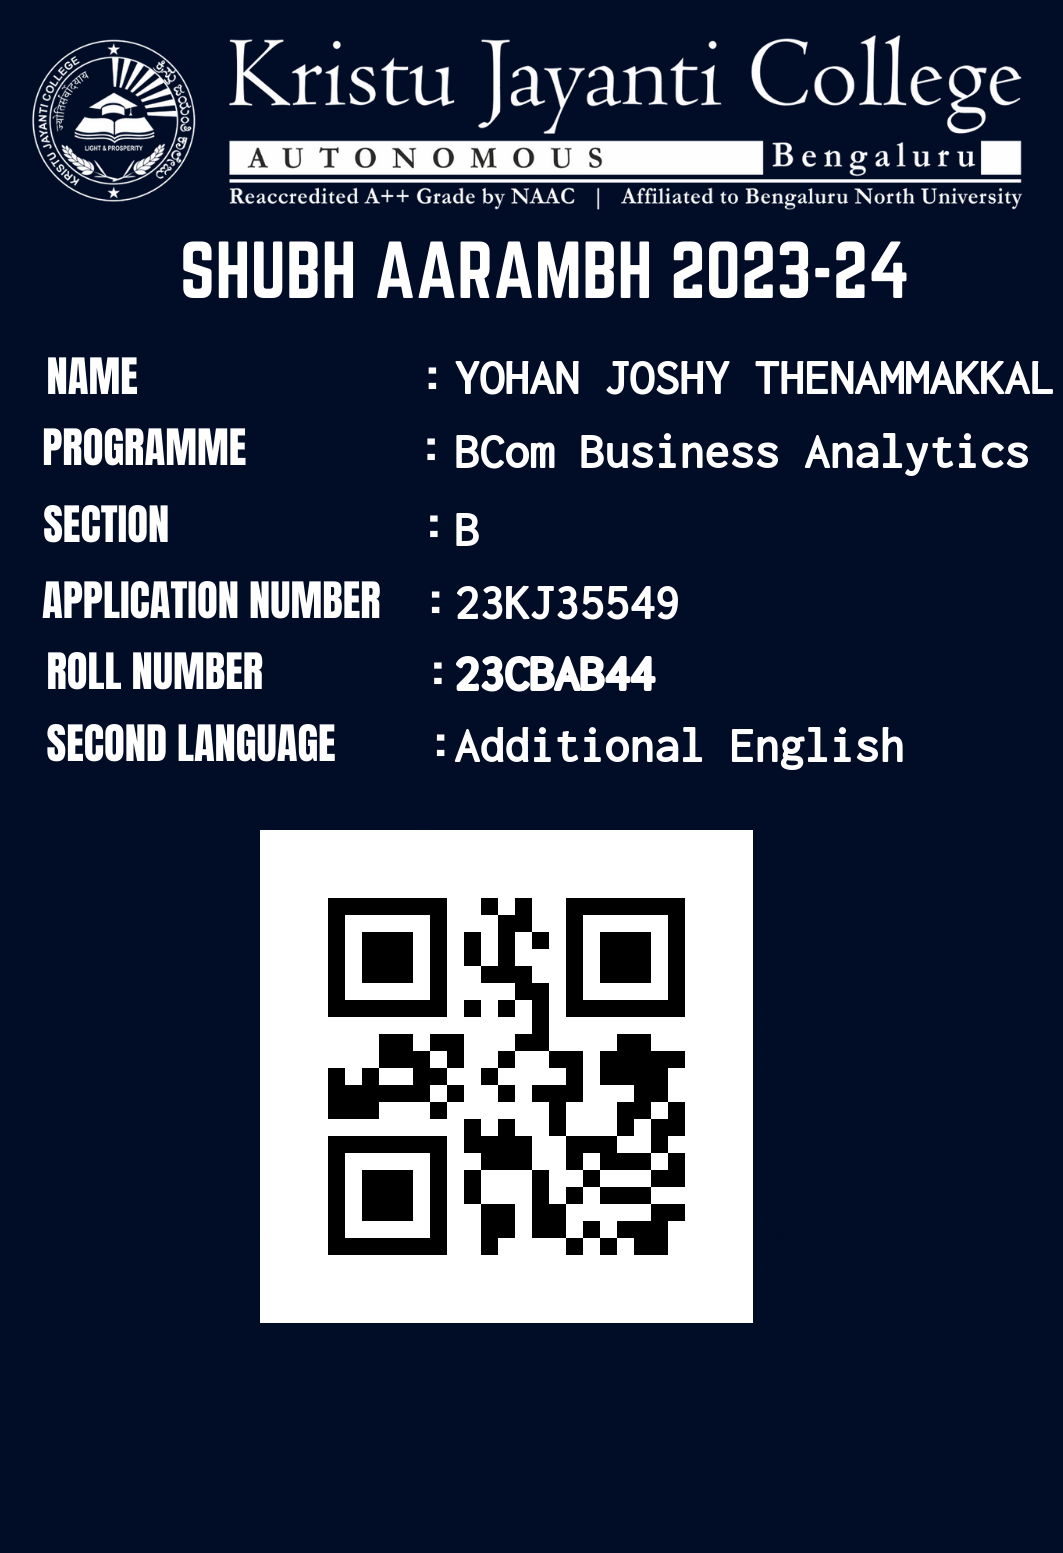 KRISTU JAYANTI COLLEGE
ಕ್ರಿಸ್ತು ಜಯಂತಿ ಕಾಲೇಜು
LIGHT & PROSPERITY
Kristu Jayanti College
AUTONOMOUS Bengaluru
Reaccredited A++ Grade by NAAC | Affiliated to Bengaluru North University
SHUBH AARAMBH 2023-24
NAME : YOHAN JOSHY THENAMMAKKAL
PROGRAMME : BCom Business Analytics
SECTION : B
APPLICATION NUMBER : 23KJ35549
ROLL NUMBER : 23CBAB44
SECOND LANGUAGE : Additional English